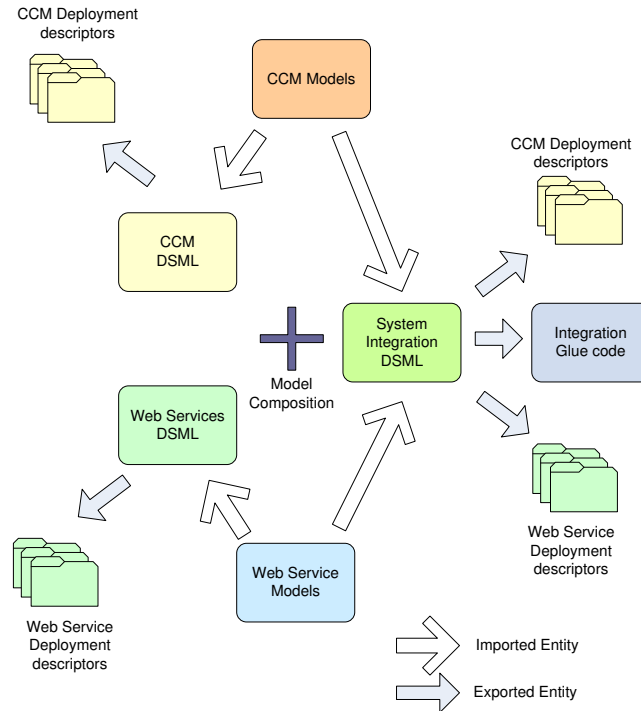 CCM Deployment
descriptors
CCM Models
CCM Deployment
descriptors
CCM
DSML
System
Integration
DSML
Integration
Glue code
Model
Composition
Web Services
DSML
Web Service
Deployment
descriptors
Web Service
Models
Web Service
Deployment
descriptors
Imported Entity
Exported Entity